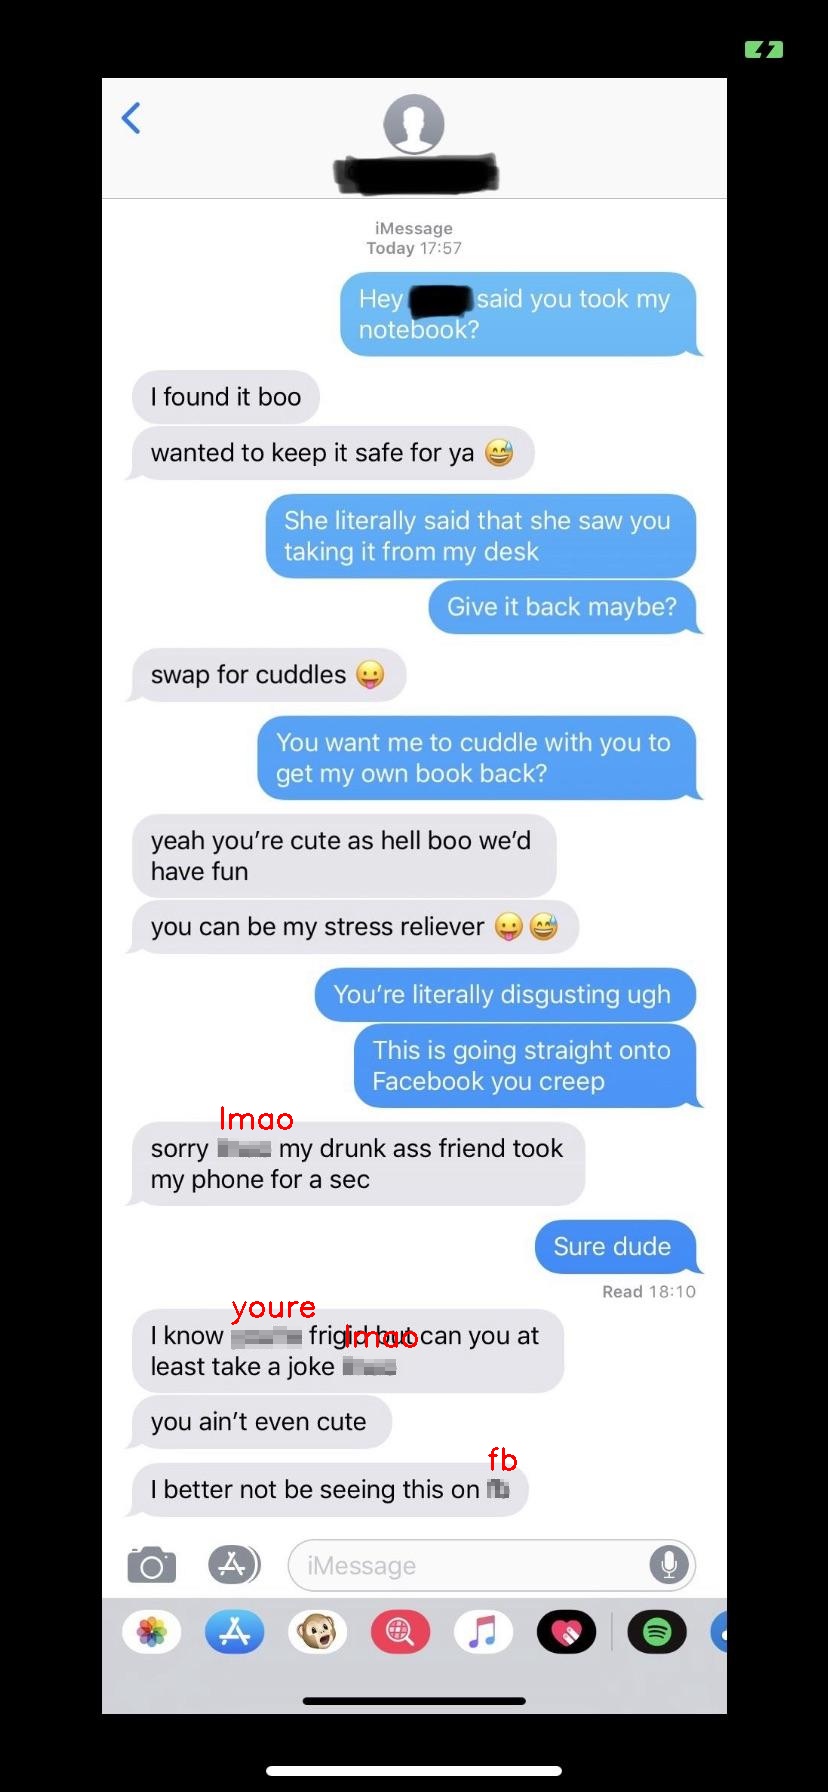 iMessage
Today 17:57
Hey said you took my
notebook?
I found it boo
wanted to keep it safe for ya 😅
She literally said that she saw you
taking it from my desk
Give it back maybe?
swap for cuddles 😛
You want me to cuddle with you to
get my own book back?
yeah you're cute as hell boo we'd
have fun
you can be my stress reliever 😛 😅
You're literally disgusting ugh
This is going straight onto
Facebook you creep
lmao
sorry my drunk ass friend took
my phone for a sec
Sure dude
Read 18:10
youre
I know frigid but can you at
lmao
least take a joke
you ain't even cute
fb
I better not be seeing this on
iMessage